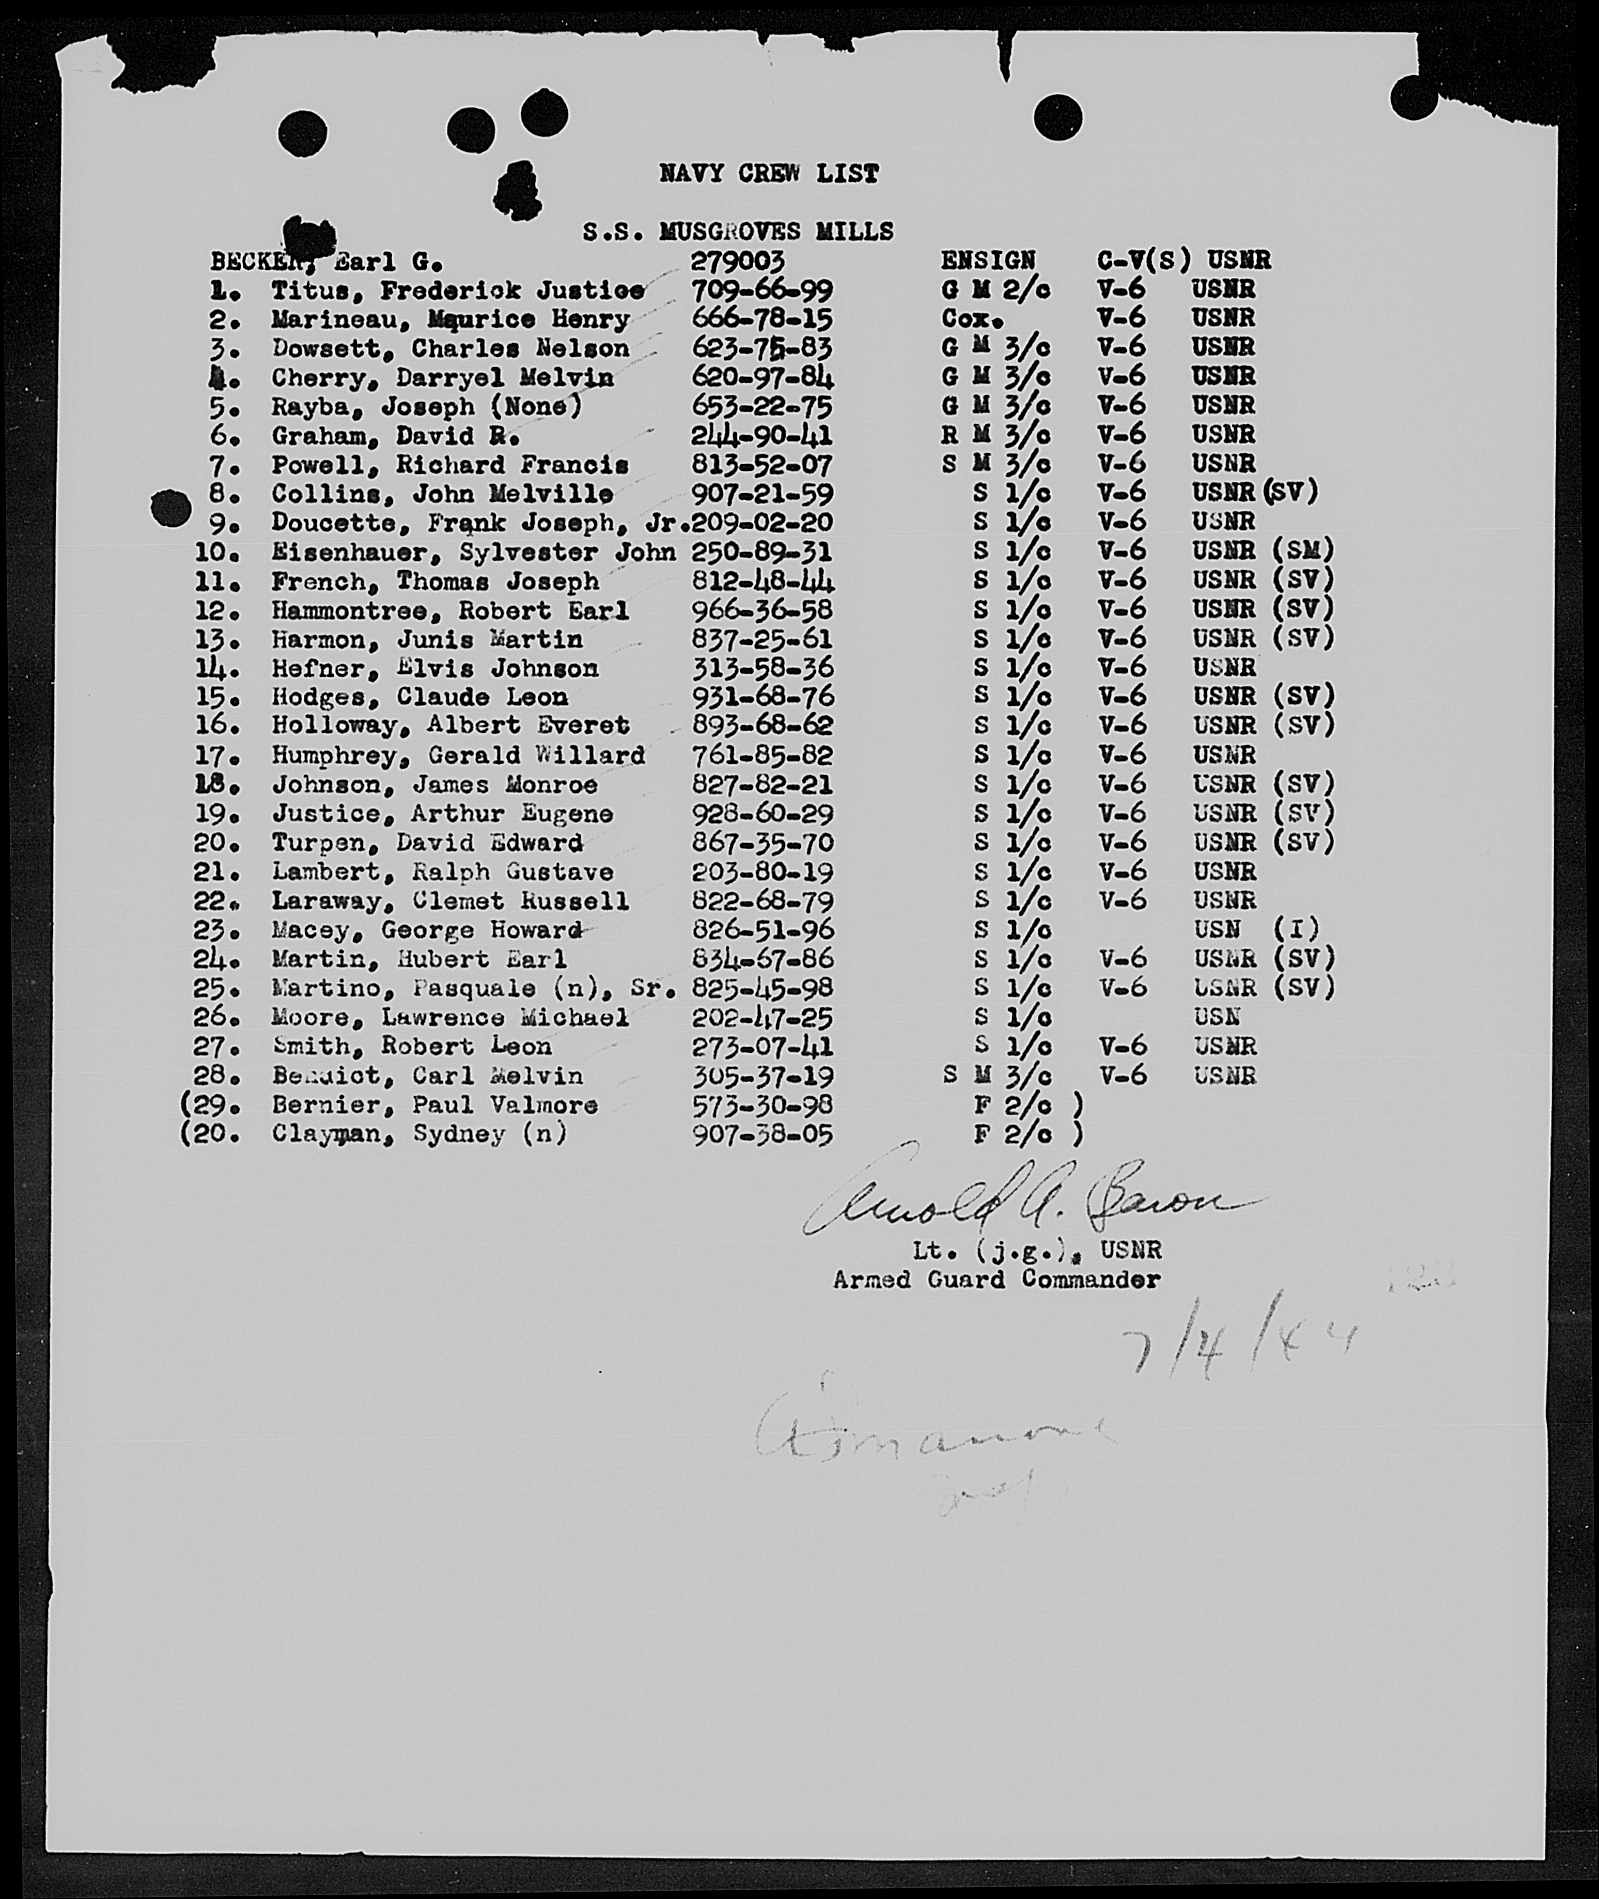 NAVY CREW LIST
S.S. MUSGROVES MILLS
BECKER, Earl G. 279003 ENSIGN C-V(S) USNR
1. Titus, Frederick Justice 709-66-99 G M 2/c V-6 USNR
2. Marineau, Maurice Henry 666-78-15 Cox. V-6 USNR
3. Dowsett, Charles Nelson 623-75-83 G M 3/c V-6 USNR
4. Cherry, Darryel Melvin 620-97-84 G M 3/c V-6 USNR
5. Rayba, Joseph (None) 653-22-75 G M 3/c V-6 USNR
6. Graham, David R. 244-90-41 R M 3/c V-6 USNR
7. Powell, Richard Francis 813-52-07 S M 3/c V-6 USNR
8. Collins, John Melville 907-21-59 S 1/c V-6 USNR (SV)
9. Doucette, Frank Joseph, Jr. 209-02-20 S 1/c V-6 USNR
10. Eisenhauer, Sylvester John 250-89-31 S 1/c V-6 USNR (SM)
11. French, Thomas Joseph 812-48-44 S 1/c V-6 USNR (SV)
12. Hammontree, Robert Earl 966-36-58 S 1/c V-6 USNR (SV)
13. Harmon, Junis Martin 837-25-61 S 1/c V-6 USNR (SV)
14. Hefner, Elvis Johnson 313-58-36 S 1/c V-6 USNR
15. Hodges, Claude Leon 931-68-76 S 1/c V-6 USNR (SV)
16. Holloway, Albert Everet 893-68-62 S 1/c V-6 USNR (SV)
17. Humphrey, Gerald Willard 761-85-82 S 1/c V-6 USNR
18. Johnson, James Monroe 827-82-21 S 1/c V-6 USNR (SV)
19. Justice, Arthur Eugene 928-60-29 S 1/c V-6 USNR (SV)
20. Turpen, David Edward 867-35-70 S 1/c V-6 USNR (SV)
21. Lambert, Ralph Gustave 203-80-19 S 1/c V-6 USNR
22. Laraway, Clemet Russell 822-68-79 S 1/c V-6 USNR
23. Macey, George Howard 826-51-96 S 1/c USN (I)
24. Martin, Hubert Earl 834-67-86 S 1/c V-6 USNR (SV)
25. Martino, Pasquale (n), Sr. 825-45-98 S 1/c V-6 USNR (SV)
26. Moore, Lawrence Michael 202-47-25 S 1/c USN
27. Smith, Robert Leon 273-07-41 S 1/c V-6 USNR
28. Bendict, Carl Melvin 305-37-19 S M 3/c V-6 USNR
(29. Bernier, Paul Valmore 573-30-98 F 2/c )
(20. Clayman, Sydney (n) 907-38-05 F 2/c )
Arnold A. Baron
Lt. (j.g.), USNR
Armed Guard Commander
7/4/44